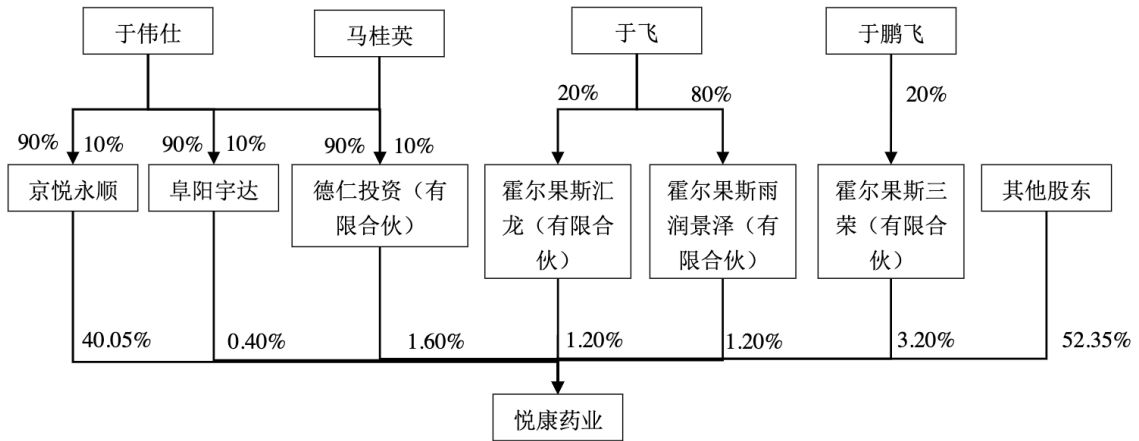 于伟仕
马桂英
于飞
于鹏飞
20%
80%
20%
90%
10%
90%
10%
90%
10%
京悦永顺
阜阳宇达
德仁投资（有
限合伙）
霍尔果斯汇
龙（有限合
伙）
霍尔果斯雨
润景泽（有
限合伙）
霍尔果斯三
荣（有限合
伙）
其他股东
40.05%
0.40%
1.60%
1.20%
1.20%
3.20%
52.35%
悦康药业